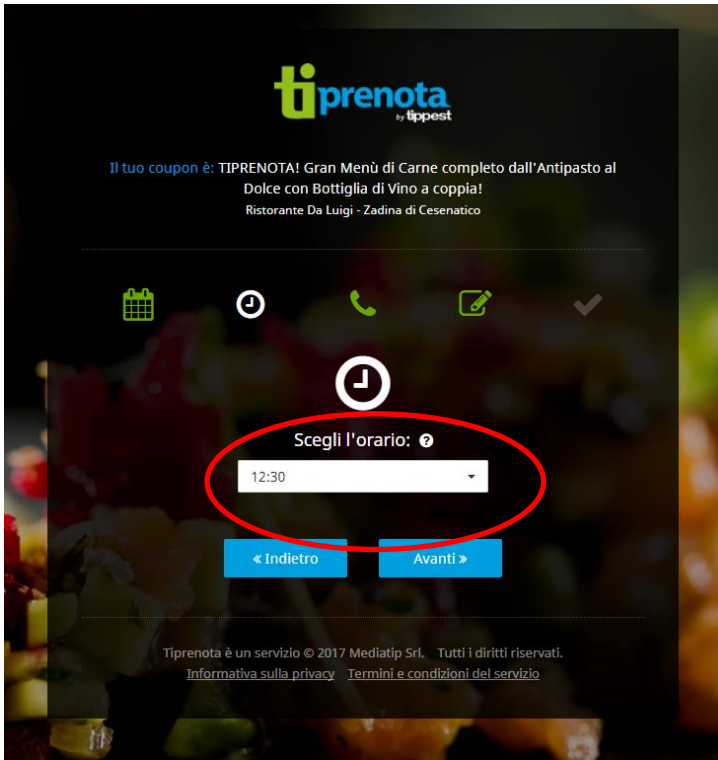 tiprenota
by tippest
Il tuo coupon è: TIPRENOTA! Gran Menù di Carne completo dall'Antipasto al
Dolce con Bottiglia di Vino a coppia!
Ristorante Da Luigi - Zadina di Cesenatico
Scegli l'orario: ?
12:30
« Indietro Avanti »
Tiprenota è un servizio © 2017 Mediatip Srl. Tutti i diritti riservati.
Informativa sulla privacy Termini e condizioni del servizio